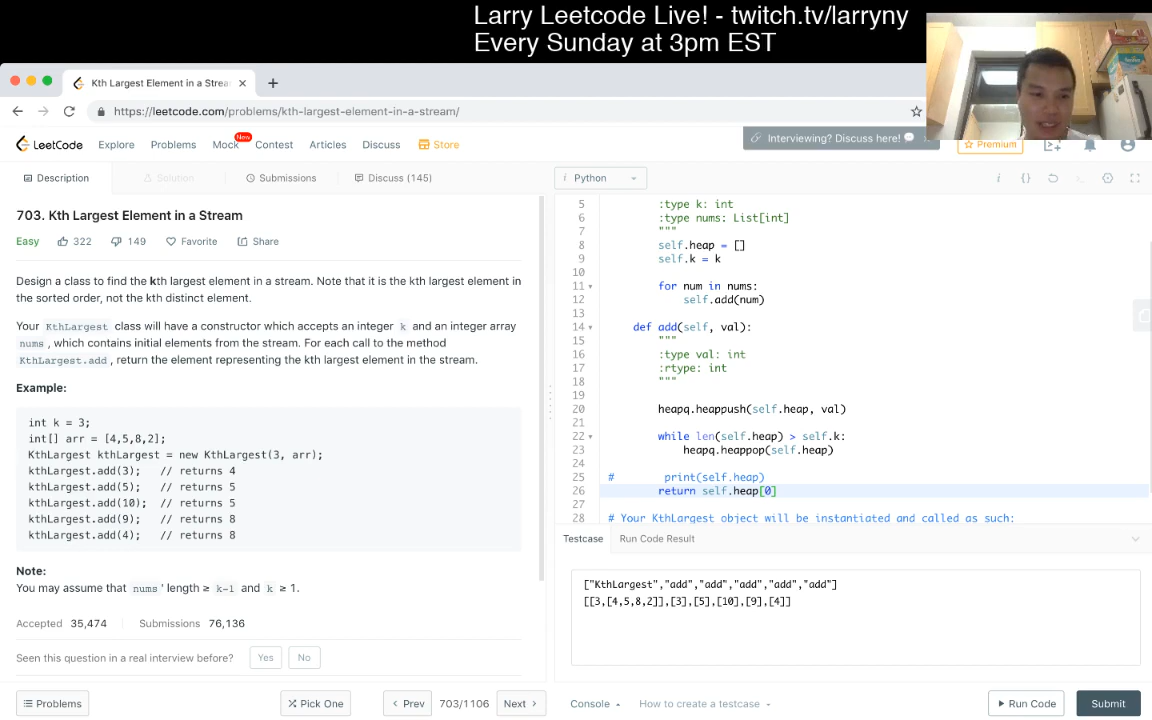 Larry Leetcode Live! - twitch.tv/larryny
Every Sunday at 3pm EST
Kth Largest Element in a Strea
https://leetcode.com/problems/kth-largest-element-in-a-stream/
LeetCode
Explore
Problems
Mock
New
Contest
Articles
Discuss
Store
Interviewing? Discuss here!
Premium
Description
Solution
Submissions
Discuss (145)
i Python
703. Kth Largest Element in a Stream
Easy
322
149
Favorite
Share
Design a class to find the kth largest element in a stream. Note that it is the kth largest element in
the sorted order, not the kth distinct element.
Your KthLargest class will have a constructor which accepts an integer k and an integer array
nums, which contains initial elements from the stream. For each call to the method
KthLargest.add, return the element representing the kth largest element in the stream.
Example:
int k = 3;
int[] arr = [4,5,8,2];
KthLargest kthLargest = new KthLargest(3, arr);
kthLargest.add(3);   // returns 4
kthLargest.add(5);   // returns 5
kthLargest.add(10);  // returns 5
kthLargest.add(9);   // returns 8
kthLargest.add(4);   // returns 8
Note:
You may assume that nums' length ≥ k-1 and k ≥ 1.
Accepted 35,474
Submissions 76,136
Seen this question in a real interview before?
Yes
No
Problems
Pick One
Prev
703/1106
Next
5 :type k: int
6 :type nums: List[int]
7 """
8 self.heap = []
9 self.k = k
10
11 for num in nums:
12 self.add(num)
13
14 def add(self, val):
15 """
16 :type val: int
17 :rtype: int
18 """
19
20 heapq.heappush(self.heap, val)
21
22 while len(self.heap) > self.k:
23 heapq.heappop(self.heap)
24
25 # print(self.heap)
26 return self.heap[0]
27
28 # Your KthLargest object will be instantiated and called as such:
Testcase
Run Code Result
["KthLargest","add","add","add","add","add"]
[[3,[4,5,8,2]],[3],[5],[10],[9],[4]]
Console
How to create a testcase
Run Code
Submit